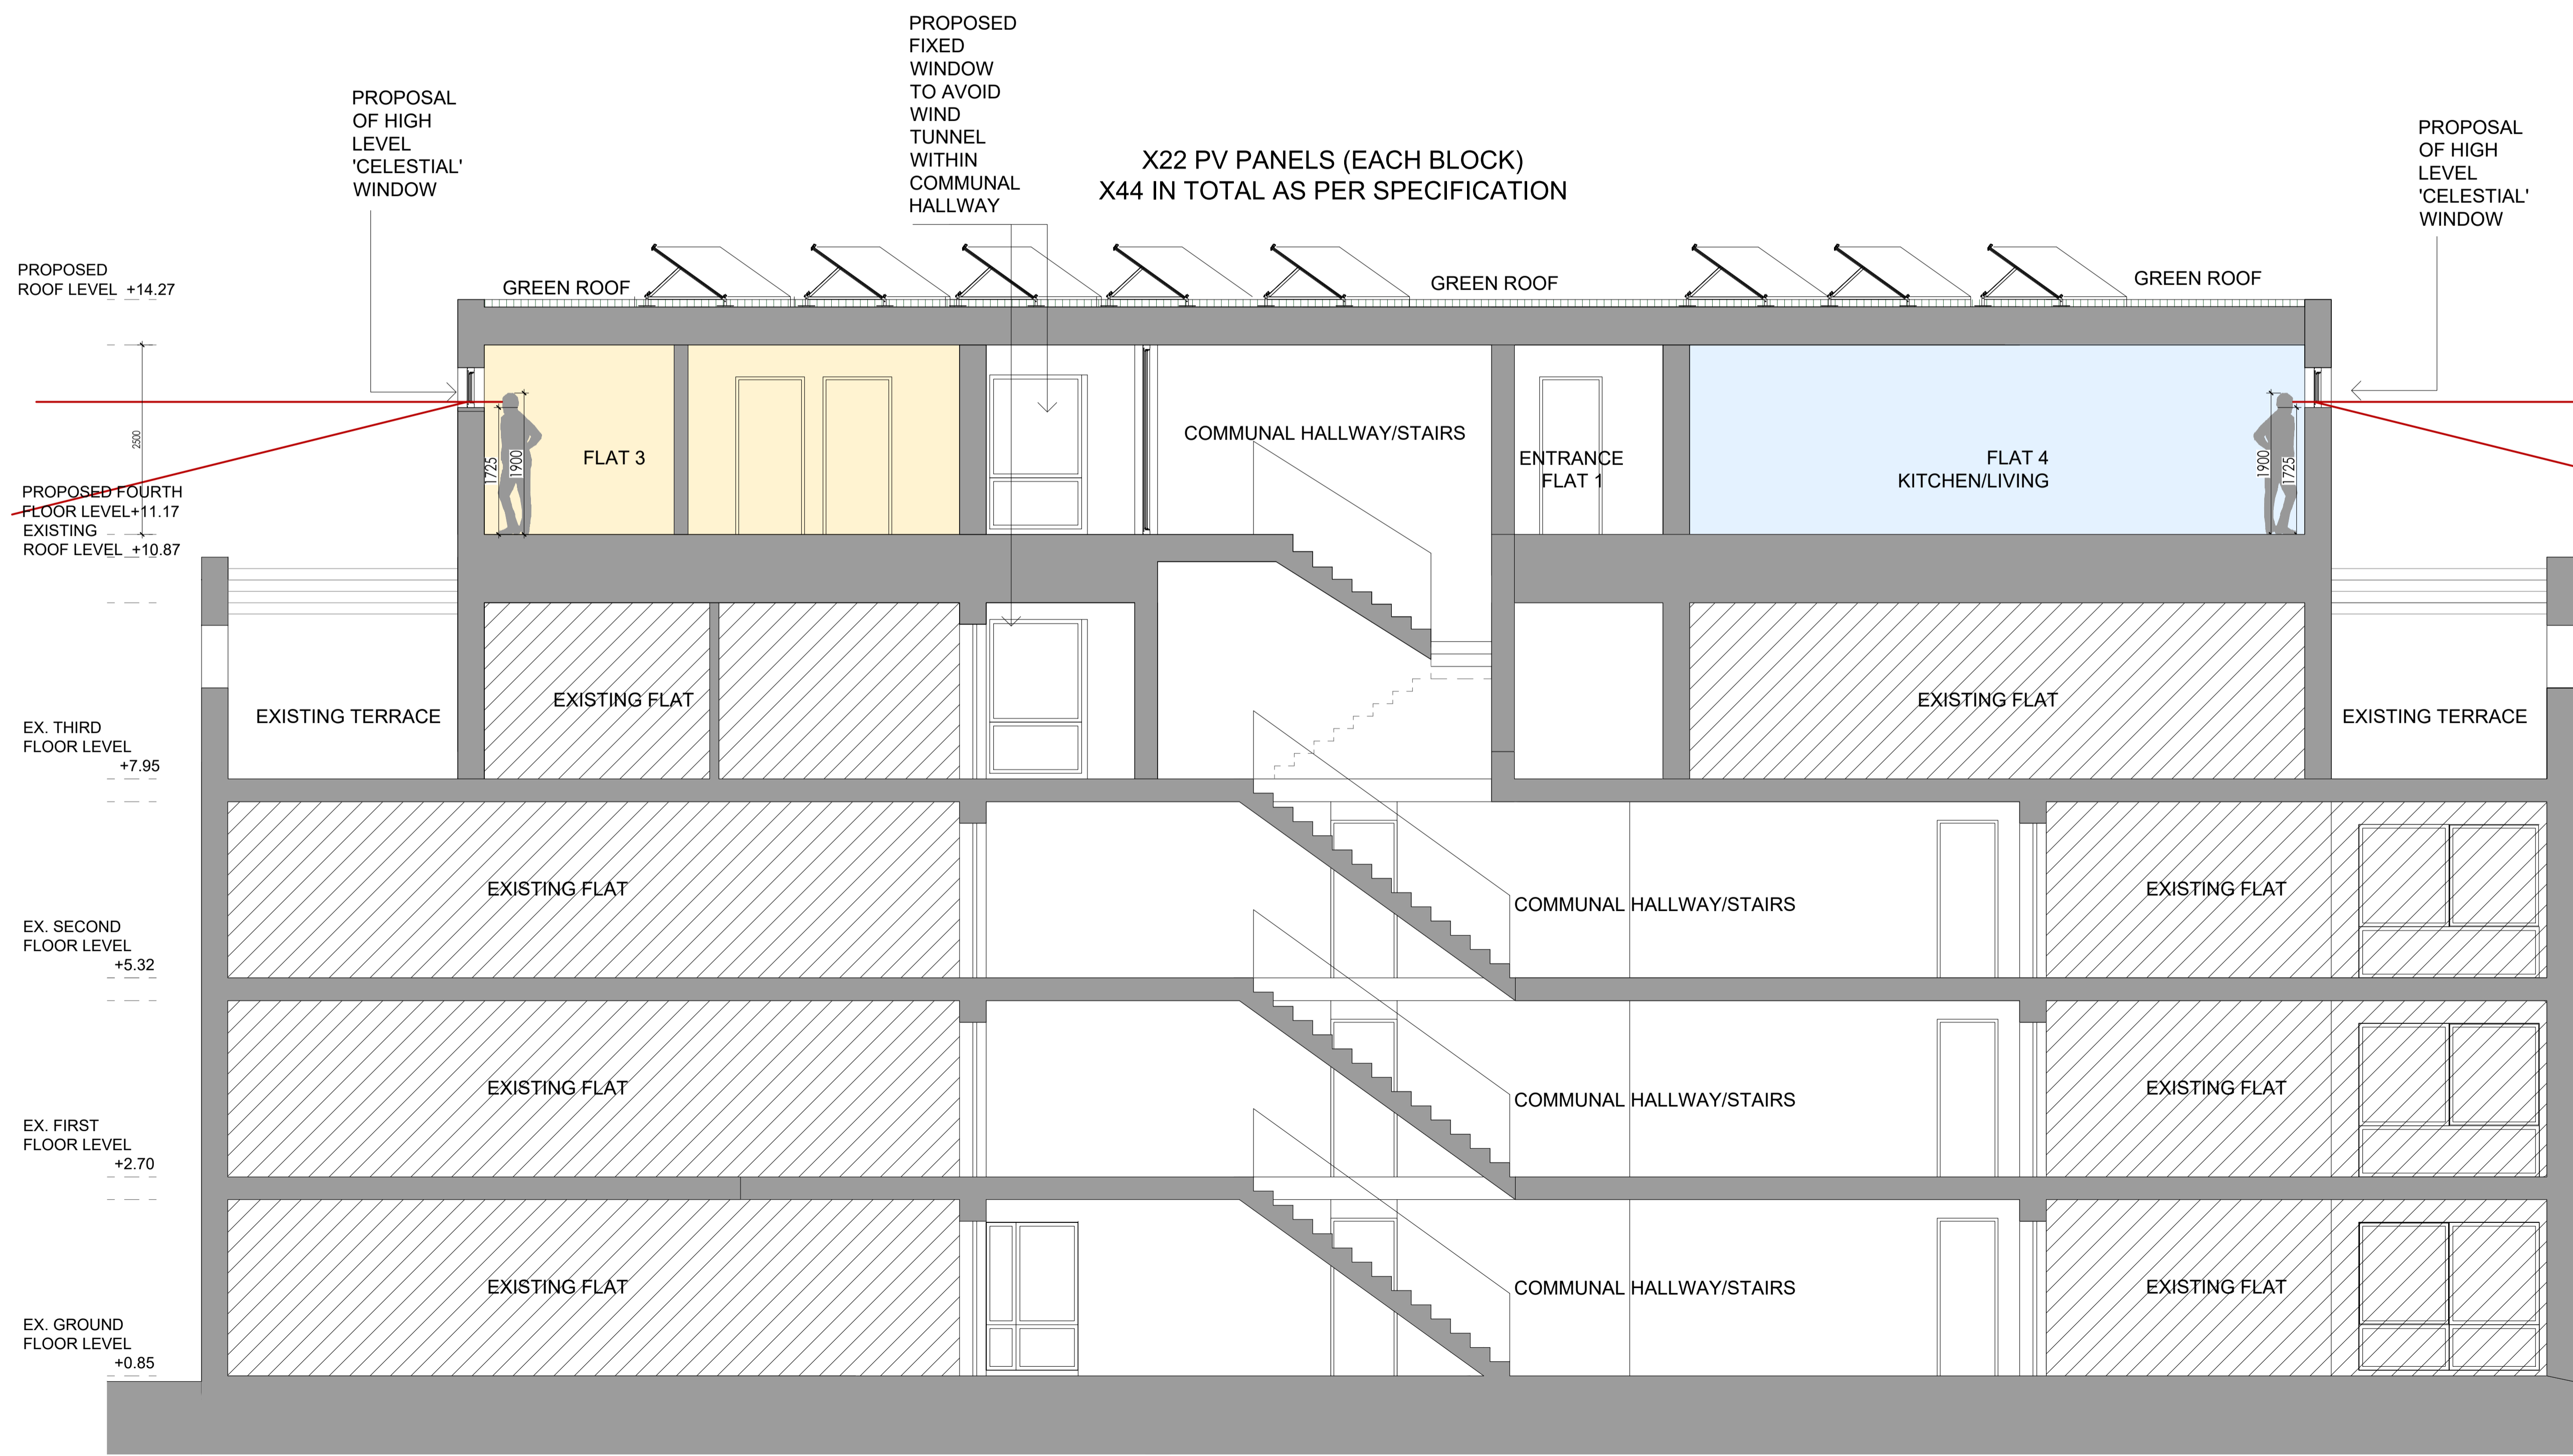 PROPOSED
FIXED
WINDOW
TO AVOID
WIND
TUNNEL
WITHIN
COMMUNAL
HALLWAY
PROPOSAL
OF HIGH
LEVEL
'CELESTIAL'
WINDOW
X22 PV PANELS (EACH BLOCK)
X44 IN TOTAL AS PER SPECIFICATION
PROPOSAL
OF HIGH
LEVEL
'CELESTIAL'
WINDOW
PROPOSED
ROOF LEVEL +14.27
GREEN ROOF
GREEN ROOF
GREEN ROOF
2500
1725
1900
FLAT 3
COMMUNAL HALLWAY/STAIRS
ENTRANCE
FLAT 1
FLAT 4
KITCHEN/LIVING
1900
1725
PROPOSED FOURTH
FLOOR LEVEL+11.17
EXISTING
ROOF LEVEL +10.87
EXISTING TERRACE
EXISTING FLAT
EXISTING FLAT
EXISTING TERRACE
EX. THIRD
FLOOR LEVEL
+7.95
EXISTING FLAT
COMMUNAL HALLWAY/STAIRS
EXISTING FLAT
EX. SECOND
FLOOR LEVEL
+5.32
EXISTING FLAT
COMMUNAL HALLWAY/STAIRS
EXISTING FLAT
EX. FIRST
FLOOR LEVEL
+2.70
EXISTING FLAT
COMMUNAL HALLWAY/STAIRS
EXISTING FLAT
EX. GROUND
FLOOR LEVEL
+0.85